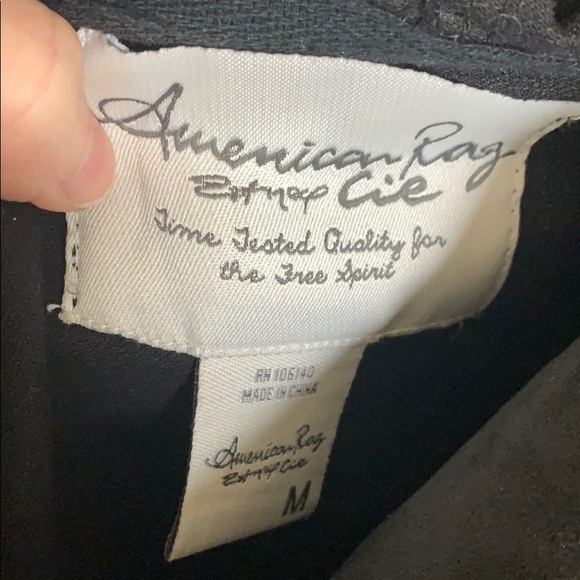 American Rag
Cie
Time Tested Quality for
the Free Spirit
RN 106140
MADE IN CHINA
American Rag
Cie
M